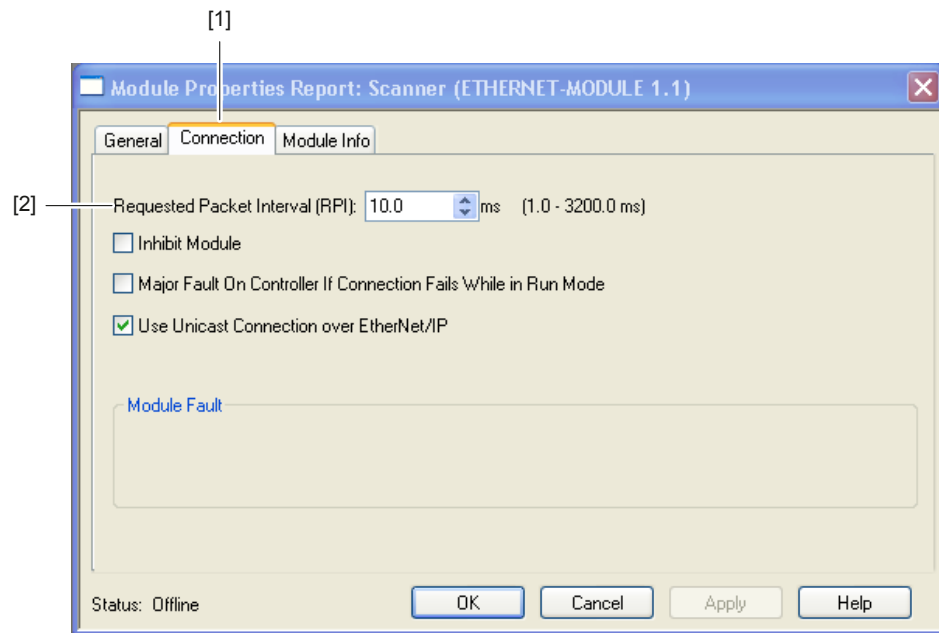 [1]
Module Properties Report: Scanner (ETHERNET-MODULE 1.1)
General Connection Module Info
[2] Requested Packet Interval (RPI): 10.0 ms (1.0 - 3200.0 ms)
Inhibit Module
Major Fault On Controller If Connection Fails While in Run Mode
Use Unicast Connection over EtherNet/IP
Module Fault
Status: Offline OK Cancel Apply Help